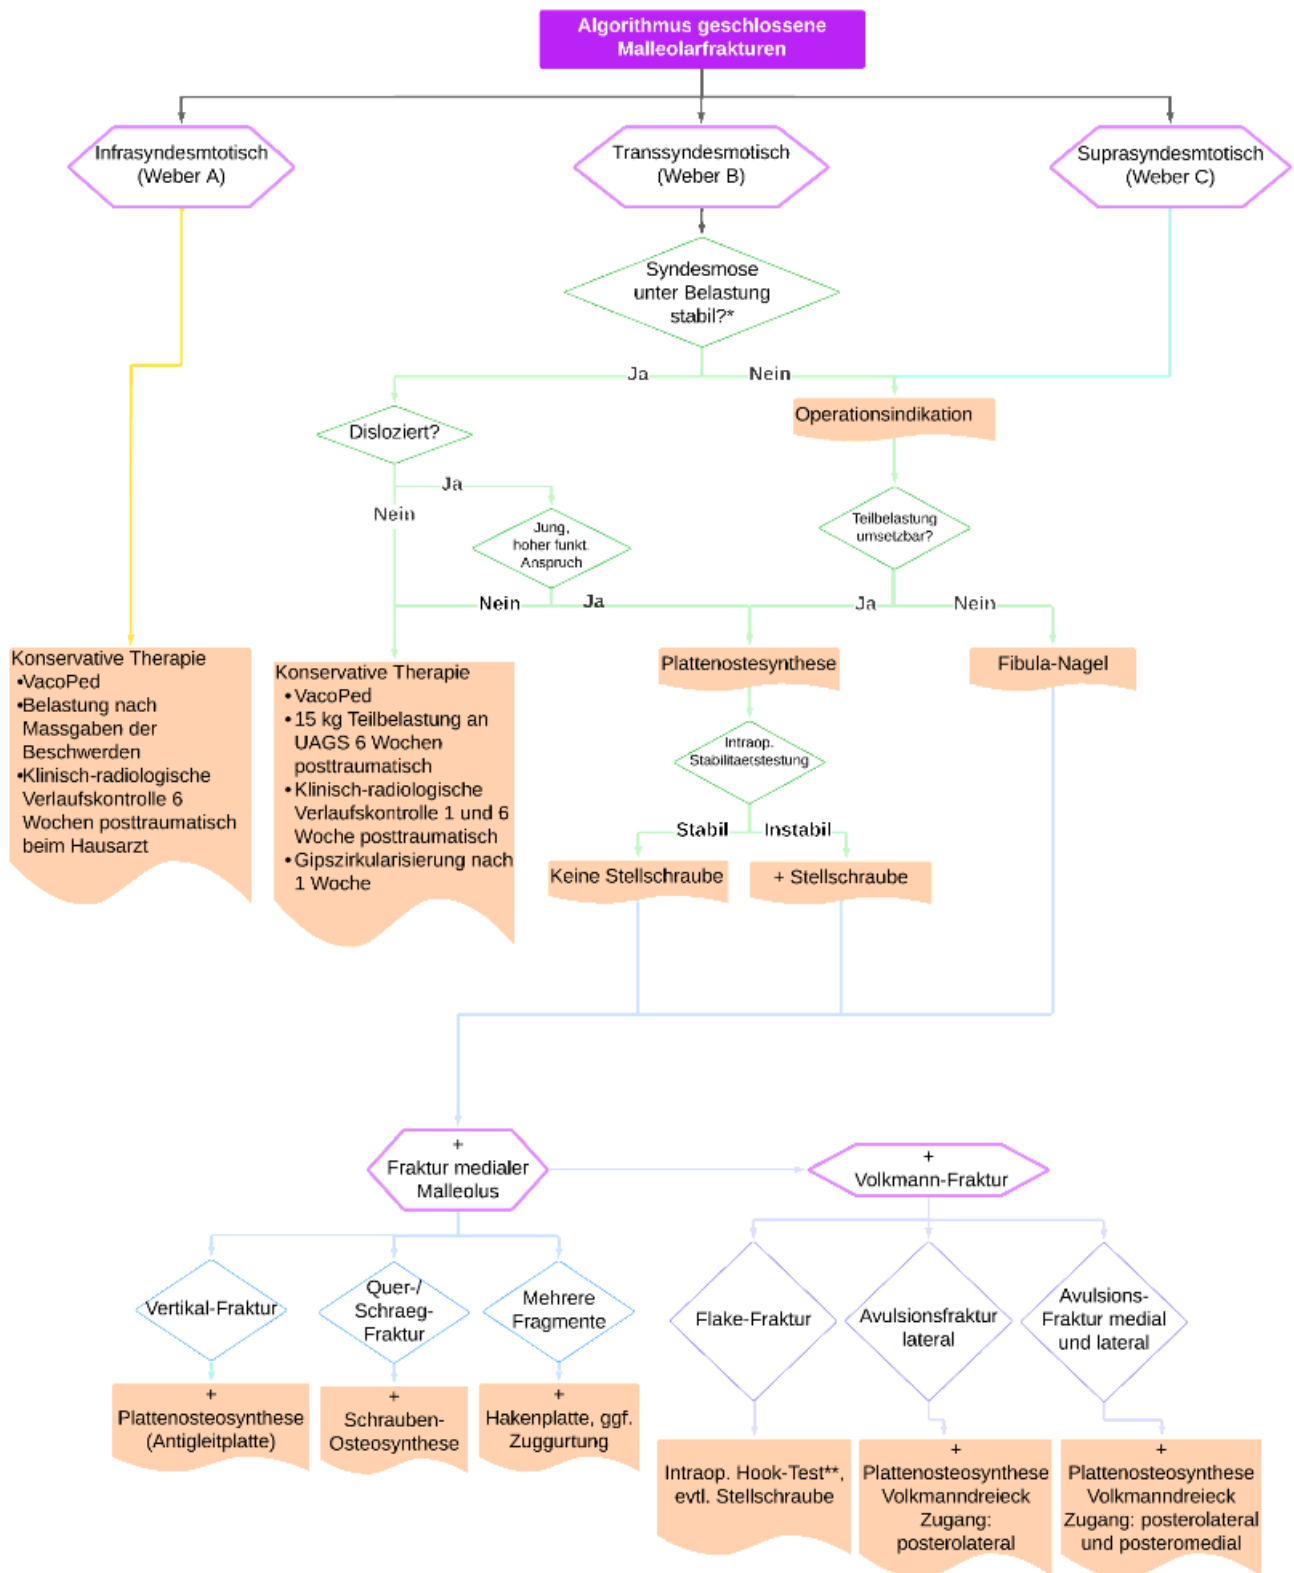 Algorithmus geschlossene
Malleolarfrakturen
Infrasyndesmtotisch
(Weber A)
Transsyndesmotisch
(Weber B)
Suprasyndesmtotisch
(Weber C)
Syndesmose
unter Belastung
stabil?*
Ja
Nein
Disloziert?
Operationsindikation
Ja
Nein
Jung,
hoher funkt.
Anspruch
Teilbelastung
umsetzbar?
Nein
Ja
Ja
Nein
Konservative Therapie
•VacoPed
•Belastung nach
Massgaben der
Beschwerden
•Klinisch-radiologische
Verlaufskontrolle 6
Wochen posttraumatisch
beim Hausarzt
Konservative Therapie
• VacoPed
• 15 kg Teilbelastung an
UAGS 6 Wochen
posttraumatisch
• Klinisch-radiologische
Verlaufskontrolle 1 und 6
Woche posttraumatisch
• Gipszirkularisierung nach
1 Woche
Plattenostesynthese
Fibula-Nagel
Intraop.
Stabilitaetstestung
Stabil
Instabil
Keine Stellschraube
+ Stellschraube
+
Fraktur medialer
Malleolus
+
Volkmann-Fraktur
Vertikal-Fraktur
Quer-/
Schraeg-
Fraktur
Mehrere
Fragmente
Flake-Fraktur
Avulsionsfraktur
lateral
Avulsions-
Fraktur medial
und lateral
+
Plattenosteosynthese
(Antigleitplatte)
+
Schrauben-
Osteosynthese
+
Hakenplatte, ggf.
Zuggurtung
Intraop. Hook-Test**,
evtl. Stellschraube
+
Plattenosteosynthese
Volkmanndreieck
Zugang:
posterolateral
+
Plattenosteosynthese
Volkmanndreieck
Zugang: posterolateral
und posteromedial